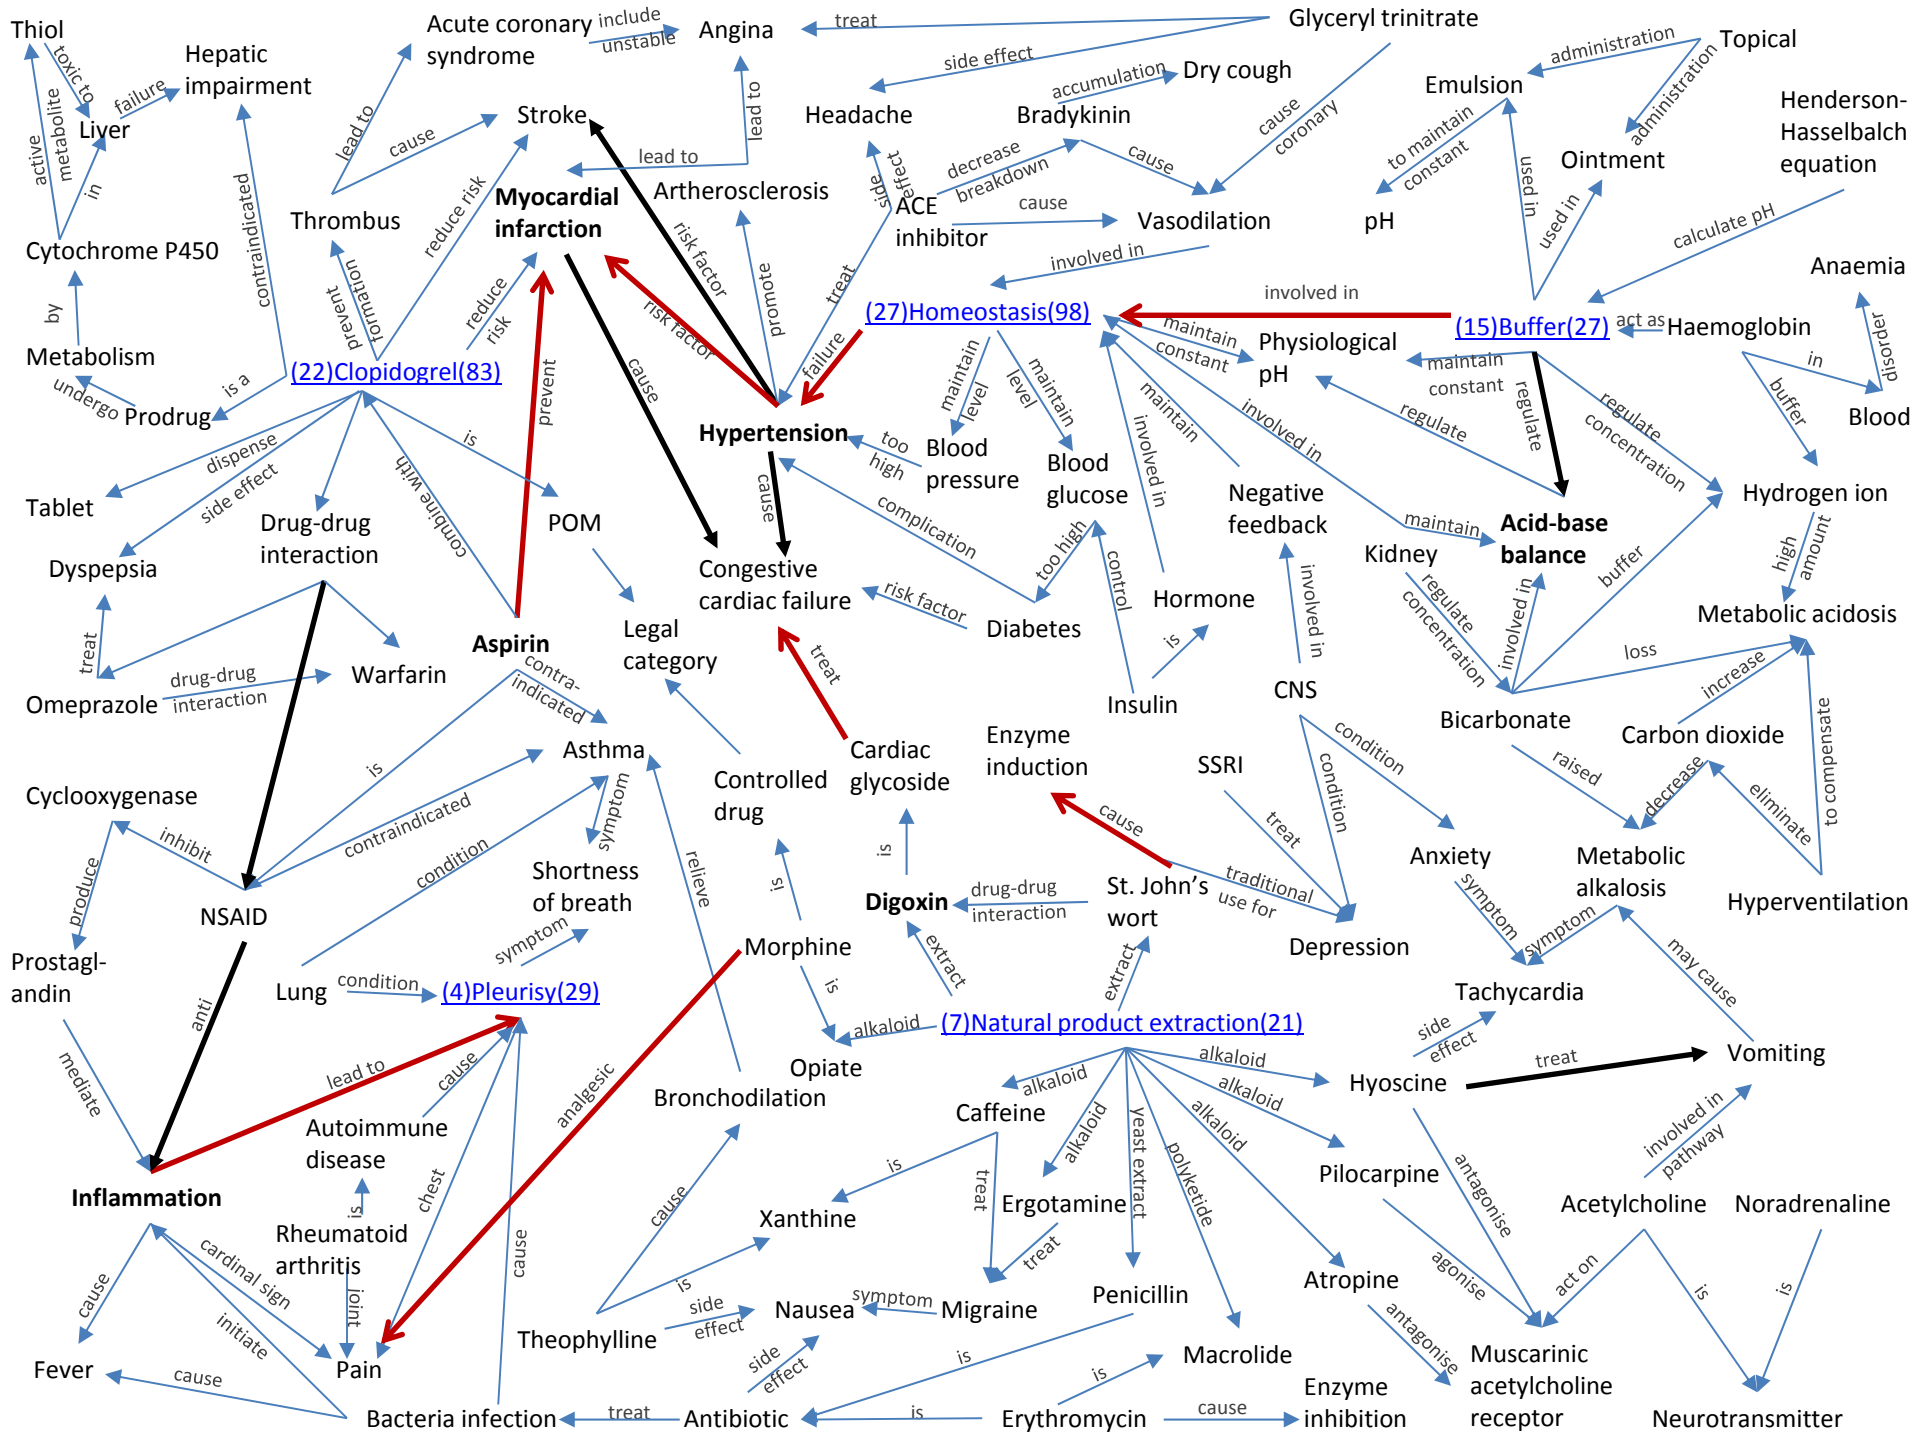 Thiol
toxic to
Hepatic
impairment
failure
active
metabolite
Liver
in
Cytochrome P450
by
Metabolism
undergo
Prodrug
is a
contraindicated
Acute coronary
syndrome
include
unstable
Angina
treat
Glyceryl trinitrate
side effect
cause
coronary
lead to
cause
Stroke
Thrombus
prevent
formation
reduce risk
reduce
risk
(22)Clopidogrel(83)
Myocardial
infarction
lead to
lead to
Artherosclerosis
risk factor
risk factor
promote
Headache
side
effect
ACE
inhibitor
treat
decrease
breakdown
Bradykinin
accumulation
Dry cough
cause
cause
Vasodilation
involved in
(27)Homeostasis(98)
failure
Topical
administration
administration
Emulsion
Ointment
to maintain
constant
pH
used in
used in
Henderson-
Hasselbalch
equation
calculate pH
involved in
(15)Buffer(27)
act as
Haemoglobin
Anaemia
disorder
in
Blood
buffer
maintain
constant
Physiological
pH
maintain
constant
regulate
regulate
regulate
concentration
Hydrogen ion
high
amount
Metabolic acidosis
maintain
level
maintain
level
Blood
pressure
too
high
Blood
glucose
too high
Hypertension
cause
complication
Diabetes
risk factor
control
Insulin
is
Hormone
involved in
maintain
Negative
feedback
involved in
involved in
Kidney
maintain
Acid-base
balance
regulate
concentration
involved in
buffer
Bicarbonate
loss
raised
Carbon dioxide
increase
decrease
eliminate
to compensate
Hyperventilation
Metabolic
alkalosis
symptom
may cause
dispense
Tablet
side effect
Dyspepsia
Drug-drug
interaction
combine with
is
POM
Legal
category
prevent
cause
Congestive
cardiac failure
treat
treat
Omeprazole
drug-drug
interaction
Warfarin
Aspirin
contra-
indicated
is
Asthma
Cyclooxygenase
inhibit
produce
contraindicated
NSAID
condition
symptom
Shortness
of breath
symptom
relieve
Controlled
drug
is
Morphine
is
analgesic
Cardiac
glycoside
is
Digoxin
drug-drug
interaction
Enzyme
induction
cause
St. John's
wort
traditional
use for
SSRI
treat
CNS
condition
condition
Depression
Anxiety
symptom
Tachycardia
Prostagl-
andin
mediate
anti
Lung
condition
(4)Pleurisy(29)
lead to
cause
Autoimmune
disease
is
Rheumatoid
arthritis
joint
chest
cause
Inflammation
cause
cardinal sign
initiate
Fever
Pain
cause
Bacteria infection
treat
Antibiotic
side
effect
Opiate
alkaloid
(7)Natural product extraction(21)
extract
extract
Bronchodilation
cause
Theophylline
is
side
effect
Xanthine
is
Caffeine
alkaloid
treat
alkaloid
Ergotamine
treat
Migraine
symptom
Nausea
yeast extract
Penicillin
is
polyketide
Macrolide
is
Erythromycin
is
cause
Enzyme
inhibition
alkaloid
Atropine
antagonise
alkaloid
Pilocarpine
agonise
alkaloid
Hyoscine
side
effect
treat
Vomiting
antagonise
involved in
pathway
Acetylcholine
act on
is
Noradrenaline
is
Muscarinic
acetylcholine
receptor
Neurotransmitter